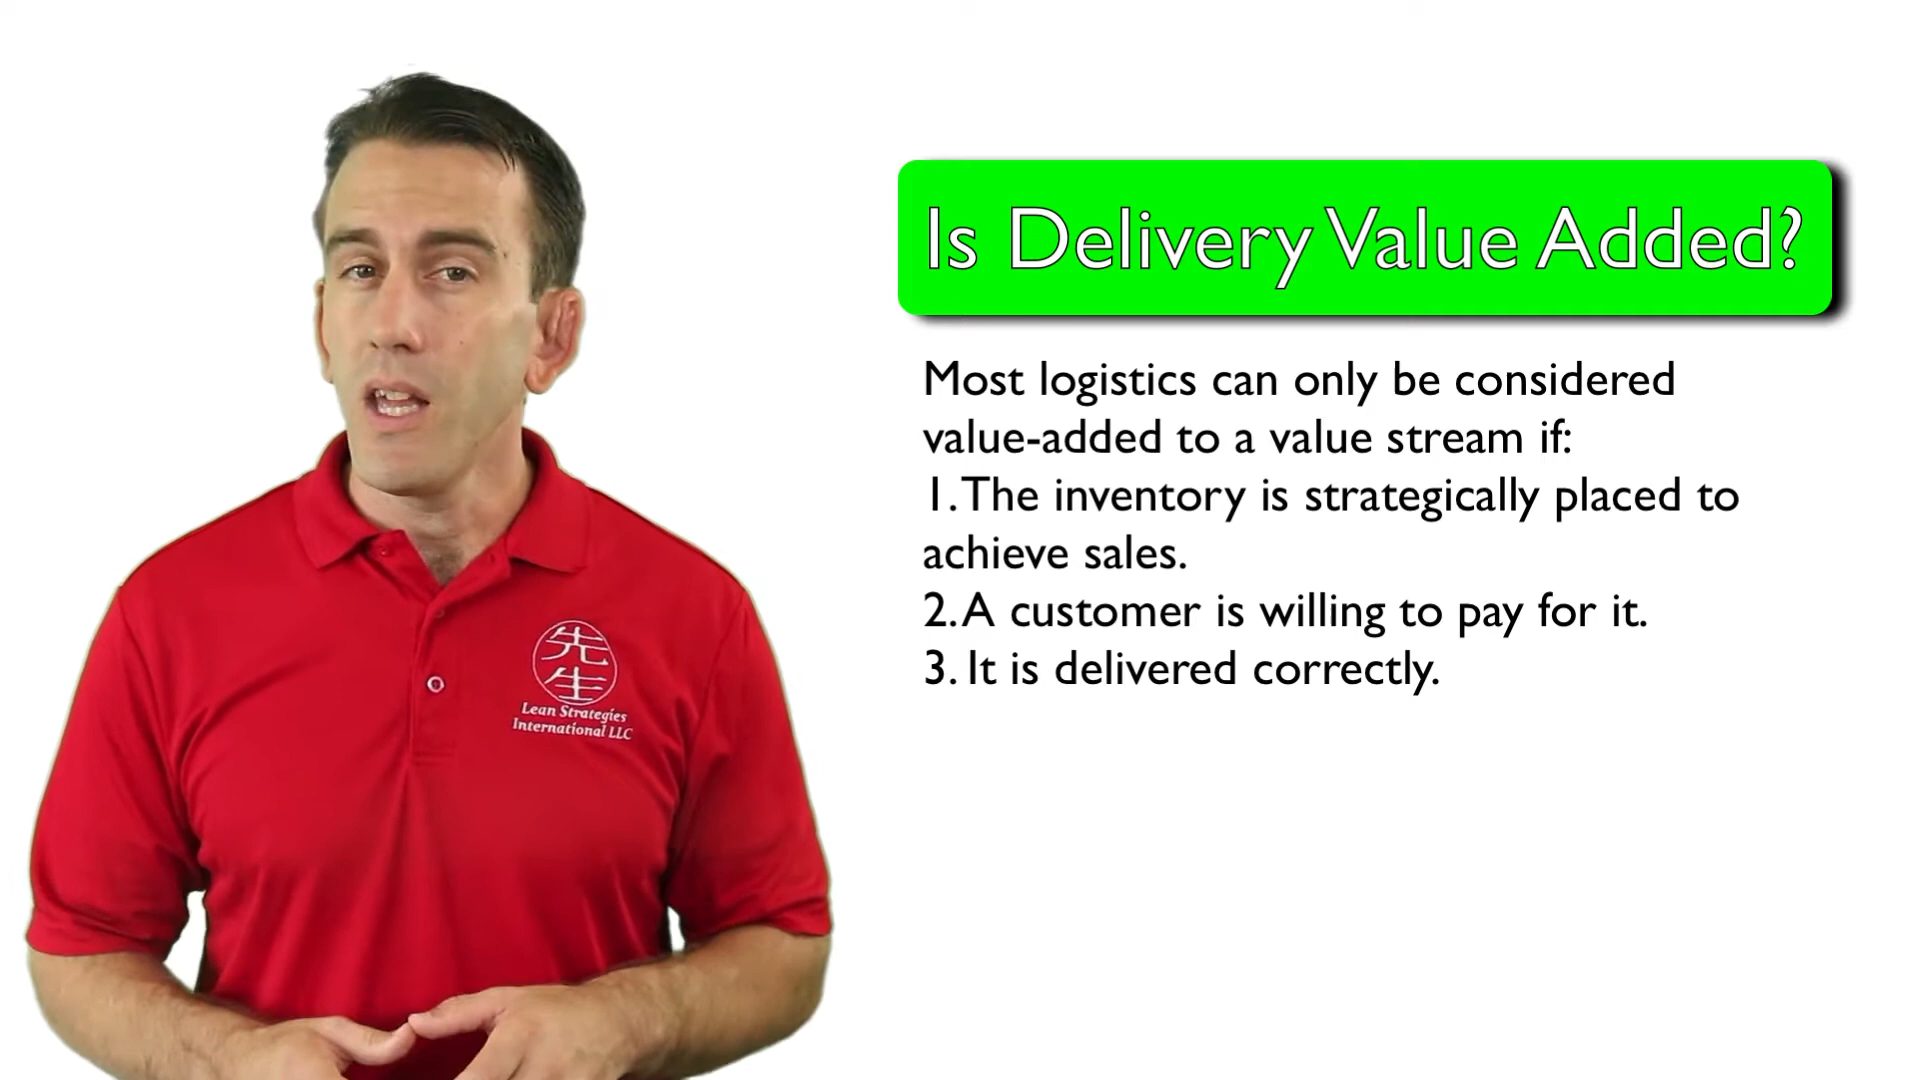 Is Delivery Value Added?
Most logistics can only be considered
value-added to a value stream if:
1. The inventory is strategically placed to
achieve sales.
2. A customer is willing to pay for it.
3. It is delivered correctly.
先
生
Lean Strategies
International LLC